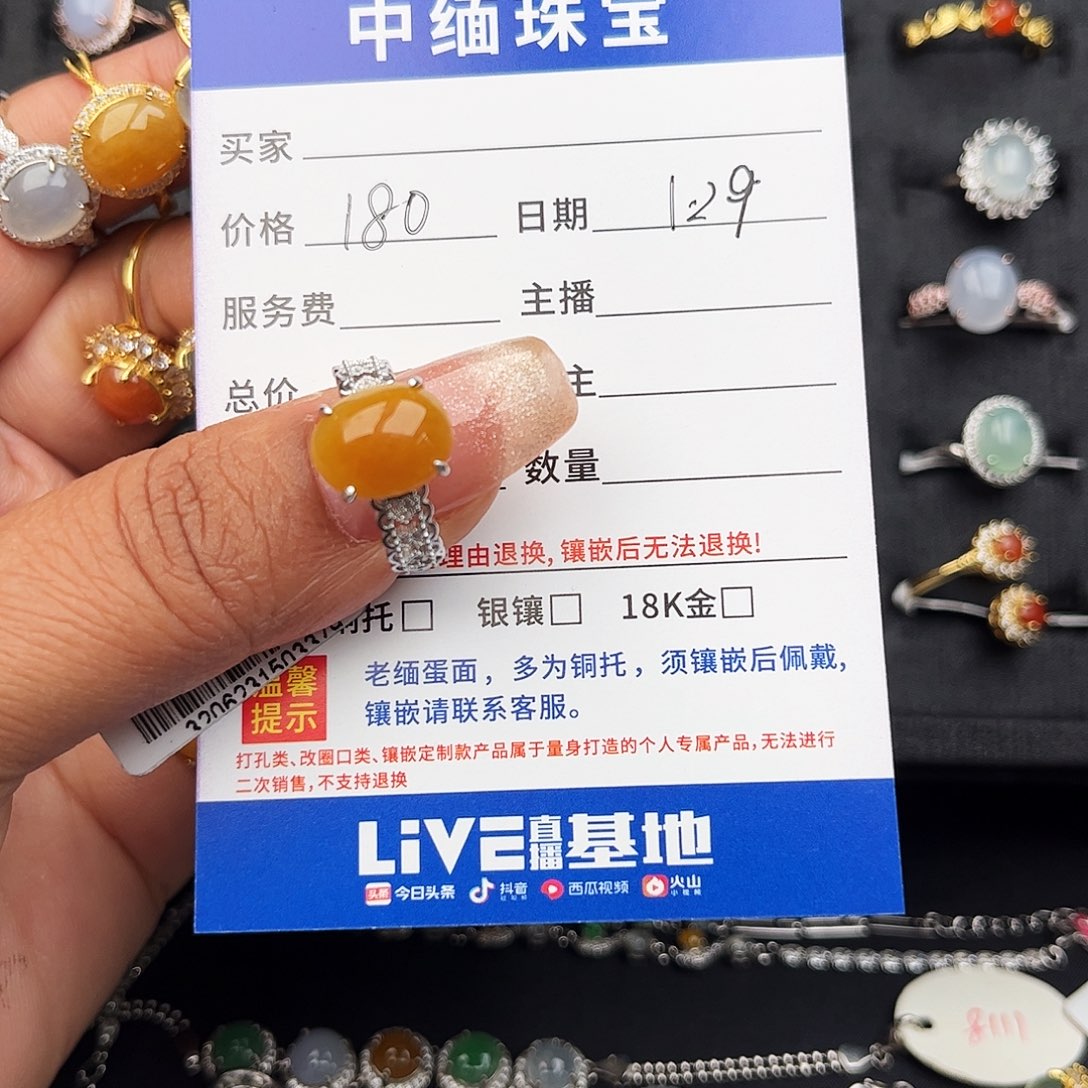 中缅珠宝
买家
价格 180 日期 129
服务费 主播
总价 主
数量
理由退换, 镶嵌后无法退换!
托□ 银镶□ 18K金□
温馨
提示
老缅蛋面，多为铜托，须镶嵌后佩戴，
镶嵌请联系客服。
打孔类、改圈口类、镶嵌定制款产品属于量身打造的个人专属产品, 无法进行
二次销售, 不支持退换
LiVE直播基地
头条 今日头条 抖音 西瓜视频 火山
8111